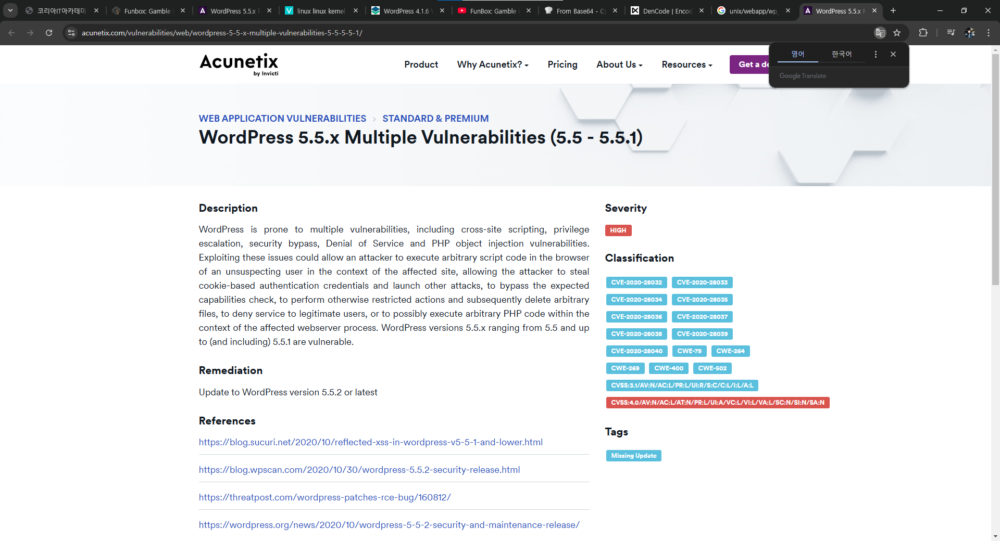 코리아IT아카데미
Funbox: Gamble
WordPress 5.5.x
linux linux kernel
WordPress 4.1.6
FunBox: Gamble
From Base64 - Cy
DenCode | Encod
unix/webapp/wp_
WordPress 5.5.x
acunetix.com/vulnerabilities/web/wordpress-5-5-x-multiple-vulnerabilities-5-5-5-5-1/
영어 한국어
Google Translate
Acunetix
by Invicti
Product Why Acunetix? Pricing About Us Resources Get a de
WEB APPLICATION VULNERABILITIES › STANDARD & PREMIUM
WordPress 5.5.x Multiple Vulnerabilities (5.5 - 5.5.1)
Description
WordPress is prone to multiple vulnerabilities, including cross-site scripting, privilege
escalation, security bypass, Denial of Service and PHP object injection vulnerabilities.
Exploiting these issues could allow an attacker to execute arbitrary script code in the browser
of an unsuspecting user in the context of the affected site, allowing the attacker to steal
cookie-based authentication credentials and launch other attacks, to bypass the expected
capabilities check, to perform otherwise restricted actions and subsequently delete arbitrary
files, to deny service to legitimate users, or to possibly execute arbitrary PHP code within the
context of the affected webserver process. WordPress versions 5.5.x ranging from 5.5 and up
to (and including) 5.5.1 are vulnerable.
Remediation
Update to WordPress version 5.5.2 or latest
References
https://blog.sucuri.net/2020/10/reflected-xss-in-wordpress-v5-5-1-and-lower.html
https://blog.wpscan.com/2020/10/30/wordpress-5.5.2-security-release.html
https://threatpost.com/wordpress-patches-rce-bug/160812/
https://wordpress.org/news/2020/10/wordpress-5-5-2-security-and-maintenance-release/
Severity
HIGH
Classification
CVE-2020-28032 CVE-2020-28033
CVE-2020-28034 CVE-2020-28035
CVE-2020-28036 CVE-2020-28037
CVE-2020-28038 CVE-2020-28039
CVE-2020-28040 CWE-79 CWE-264
CWE-269 CWE-400 CWE-502
CVSS:3.1/AV:N/AC:L/PR:L/UI:R/S:C/C:L/I:L/A:L
CVSS:4.0/AV:N/AC:L/AT:N/PR:L/UI:A/VC:L/VI:L/VA:L/SC:N/SI:N/SA:N
Tags
Missing Update